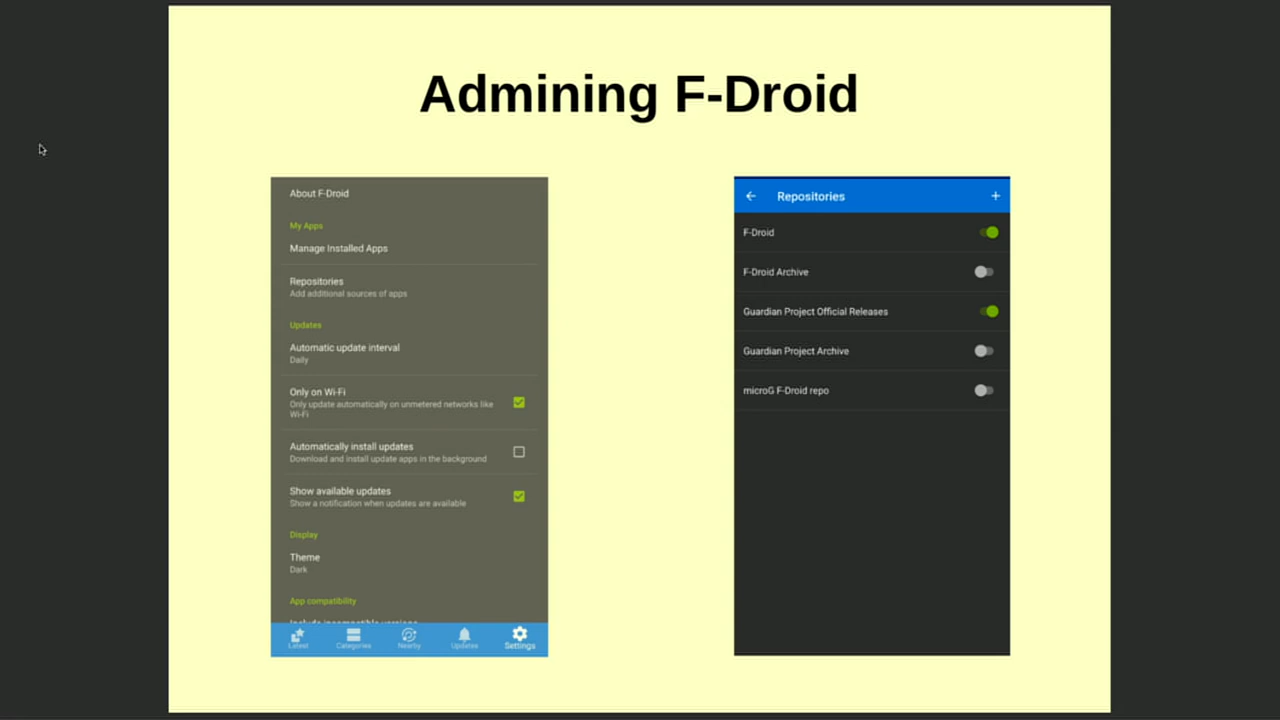 Admining F-Droid
About F-Droid
My Apps
Manage Installed Apps
Repositories
Add additional sources of apps
Updates
Automatic update interval
Daily
Only on Wi-Fi
Only update automatically on unmetered networks like
Wi-Fi
Automatically install updates
Download and install update apps in the background
Show available updates
Show a notification when updates are available
Display
Theme
Dark
App compatibility
Include incompatible versions
Latest Categories Nearby Updates Settings
Repositories
F-Droid
F-Droid Archive
Guardian Project Official Releases
Guardian Project Archive
microG F-Droid repo